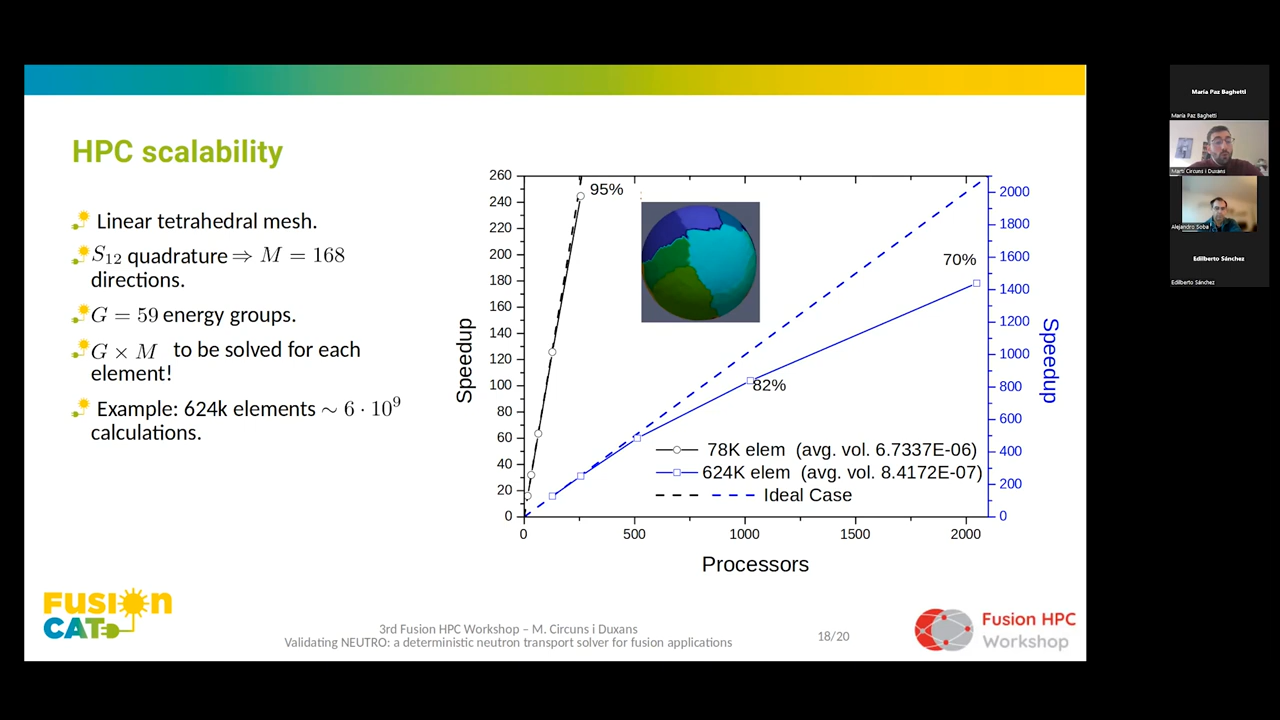 HPC scalability
Linear tetrahedral mesh.
S₁₂ quadrature ⇒ M = 168
directions.
G = 59 energy groups.
G × M to be solved for each
element!
Example: 624k elements ∼ 6 · 10⁹
calculations.
260
240
220
200
180
160
140
120
100
80
60
40
20
0
Speedup
95%
70%
82%
78K elem (avg. vol. 6.7337E-06)
624K elem (avg. vol. 8.4172E-07)
Ideal Case
2000
1800
1600
1400
1200
1000
800
600
400
200
0
Speedup
0 500 1000 1500 2000
Processors
FUSION
CAT
3rd Fusion HPC Workshop – M. Circuns i Duxans
Validating NEUTRO: a deterministic neutron transport solver for fusion applications
18/20
Fusion HPC
Workshop
María Paz Baghetti
María Paz Baghetti
Martí Circuns i Duxans
Alejandro Soba
Edilberto Sánchez
Edilberto Sánchez